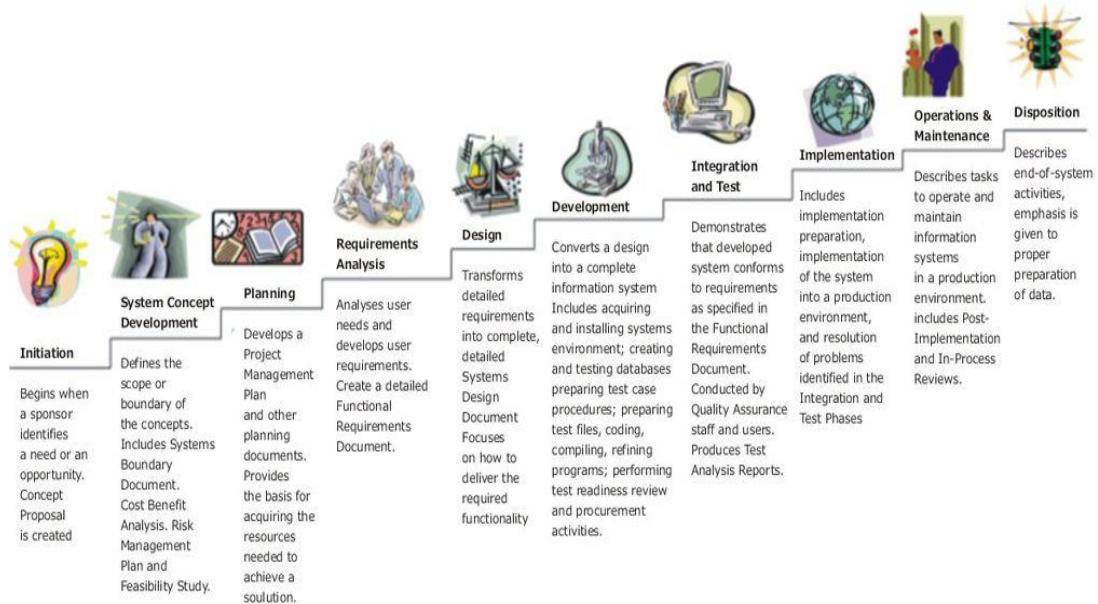 Initiation
Begins when
a sponsor
identifies
a need or an
opportunity.
Concept
Proposal
is created
System Concept
Development
Defines the
scope or
boundary of
the concepts.
Includes Systems
Boundary
Document.
Cost Benefit
Analysis. Risk
Management
Plan and
Feasibility Study.
Planning
Develops a
Project
Management
Plan
and other
planning
documents.
Provides
the basis for
acquiring the
resources
needed to
achieve a
soulution.
Requirements
Analysis
Analyses user
needs and
develops user
requirements.
Create a detailed
Functional
Requirements
Document.
Design
Transforms
detailed
requirements
into complete,
detailed
Systems
Design
Document
Focuses
on how to
deliver the
required
functionality
Development
Converts a design
into a complete
information system
Includes acquiring
and installing systems
environment; creating
and testing databases
preparing test case
procedures; preparing
test files, coding,
compiling, refining
programs; performing
test readiness review
and procurement
activities.
Integration
and Test
Demonstrates
that developed
system conforms
to requirements
as specified in
the Functional
Requirements
Document.
Conducted by
Quality Assurance
staff and users.
Produces Test
Analysis Reports.
Implementation
Includes
implementation
preparation,
implementation
of the system
into a production
environment,
and resolution
of problems
identified in the
Integration and
Test Phases
Operations &
Maintenance
Describes tasks
to operate and
maintain
information
systems
in a production
environment.
includes Post-
Implementation
and In-Process
Reviews.
Disposition
Describes
end-of-system
activities,
emphasis is
given to
proper
preparation
of data.